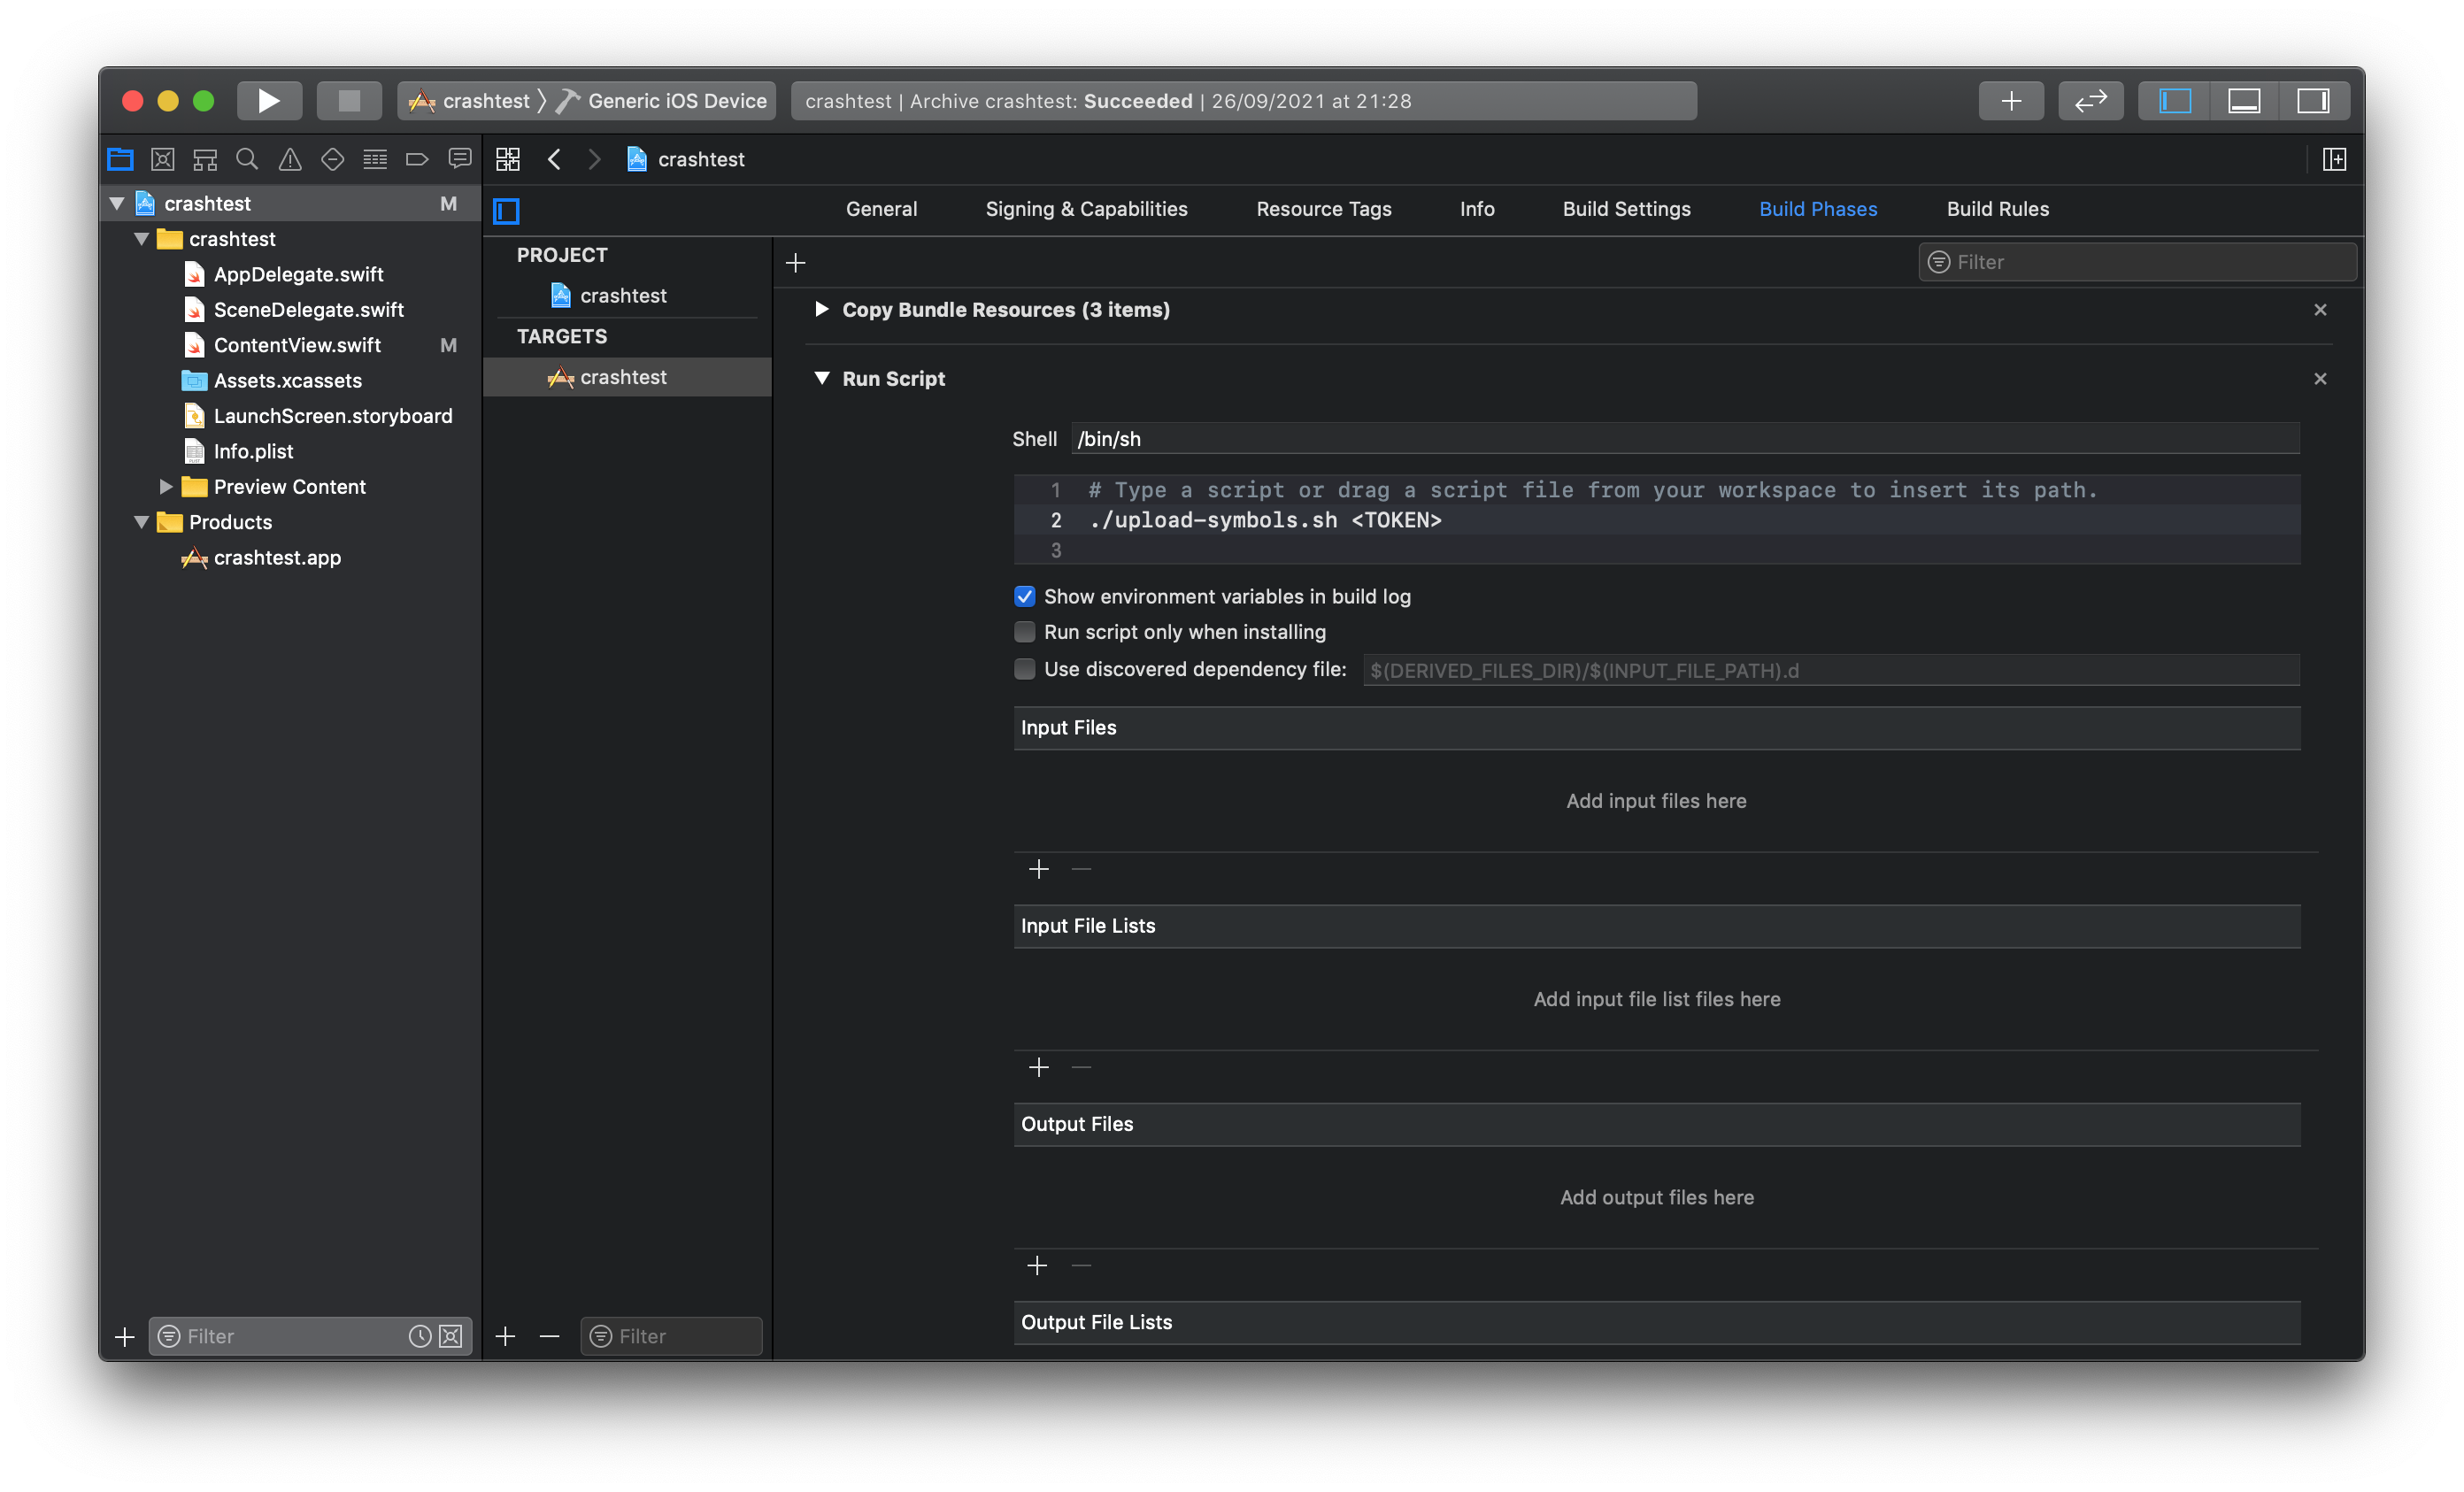 crashtest 〉 Generic iOS Device
crashtest | Archive crashtest: Succeeded | 26/09/2021 at 21:28
crashtest
crashtest M
crashtest
AppDelegate.swift
SceneDelegate.swift
ContentView.swift M
Assets.xcassets
LaunchScreen.storyboard
Info.plist
Preview Content
Products
crashtest.app
Filter
General Signing & Capabilities Resource Tags Info Build Settings Build Phases Build Rules
PROJECT
crashtest
TARGETS
crashtest
Filter
Filter
Copy Bundle Resources (3 items)
Run Script
Shell /bin/sh
1 # Type a script or drag a script file from your workspace to insert its path.
2 ./upload-symbols.sh <TOKEN>
3
Show environment variables in build log
Run script only when installing
Use discovered dependency file: $(DERIVED_FILES_DIR)/$(INPUT_FILE_PATH).d
Input Files
Add input files here
Input File Lists
Add input file list files here
Output Files
Add output files here
Output File Lists